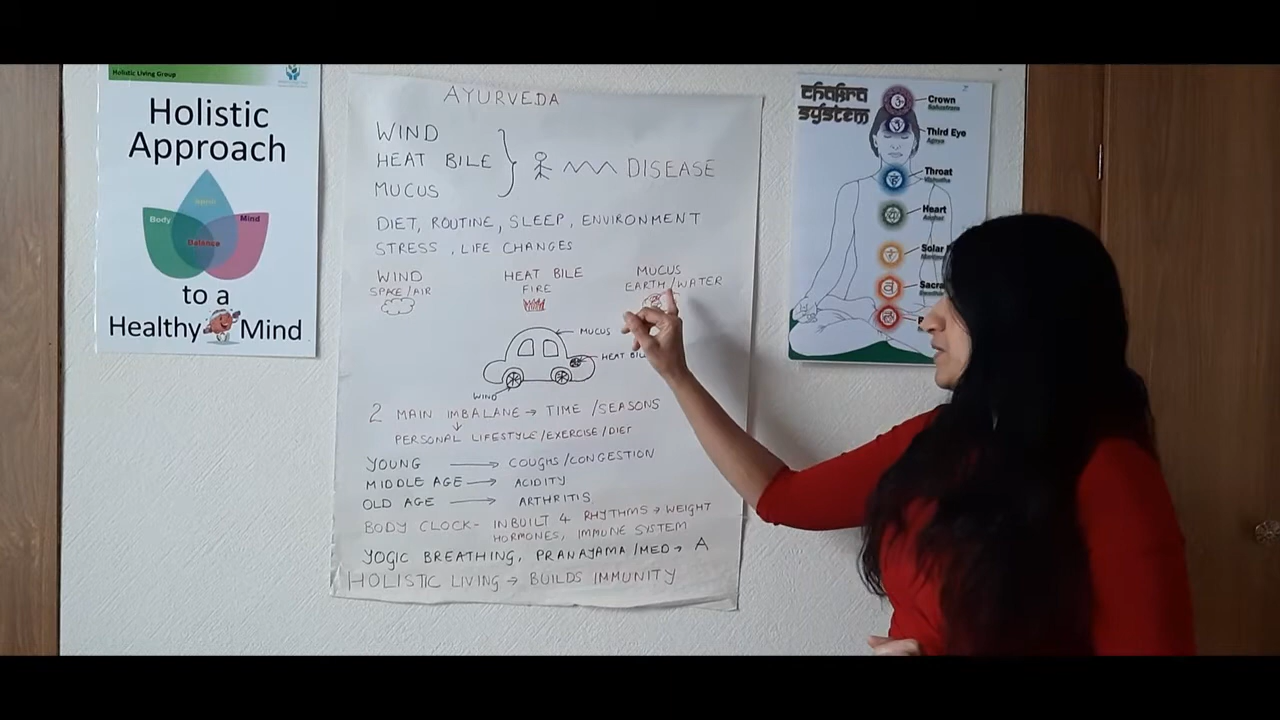 Holistic Living Group
Holistic
Approach
Spirit
Body
Mind
Balance
to a
Healthy Mind
AYURVEDA
WIND
HEAT BILE
MUCUS
DISEASE
DIET, ROUTINE, SLEEP, ENVIRONMENT
STRESS, LIFE CHANGES
WIND
SPACE/AIR
HEAT BILE
FIRE
MUCUS
EARTH/WATER
MUCUS
HEAT BIL
WIND
2 MAIN IMBALANE → TIME/SEASONS
PERSONAL LIFESTYLE/EXERCISE/DIET
YOUNG → COUGHS/CONGESTION
MIDDLE AGE → ACIDITY
OLD AGE → ARTHRITIS
BODY CLOCK- INBUILT 4 RHYTHMS → WEIGHT
HORMONES, IMMUNE SYSTEM
YOGIC BREATHING, PRANAYAMA/MED → A
HOLISTIC LIVING → BUILDS IMMUNITY
Chakra
System
Crown
Third Eye
Throat
Heart
Solar
Sacra